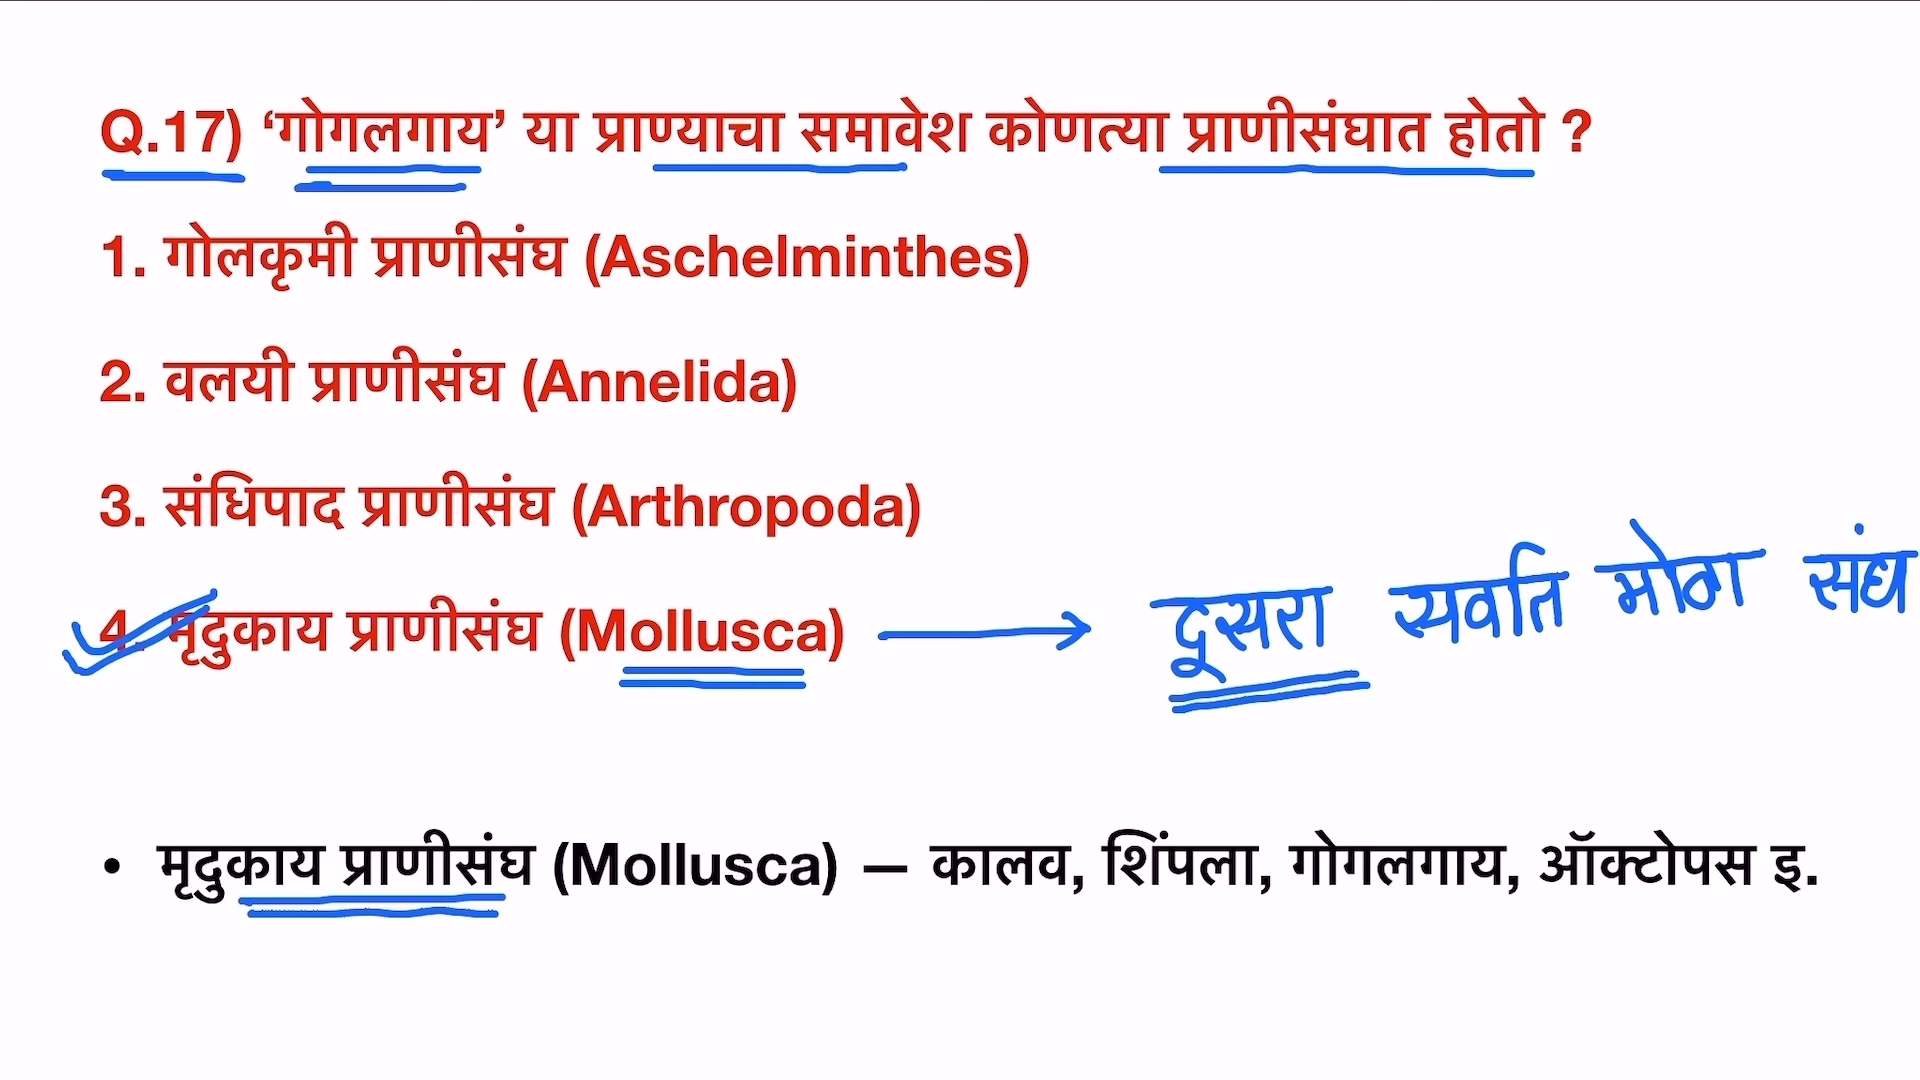 Q.17) ‘गोगलगाय’ या प्राण्याचा समावेश कोणत्या प्राणीसंघात होतो ?
1. गोलकृमी प्राणीसंघ (Aschelminthes)
2. वलयी प्राणीसंघ (Annelida)
3. संधिपाद प्राणीसंघ (Arthropoda)
4. मृदुकाय प्राणीसंघ (Mollusca) → दूसरा सर्वात मोठा संघ
• मृदुकाय प्राणीसंघ (Mollusca) – कालव, शिंपला, गोगलगाय, ऑक्टोपस इ.